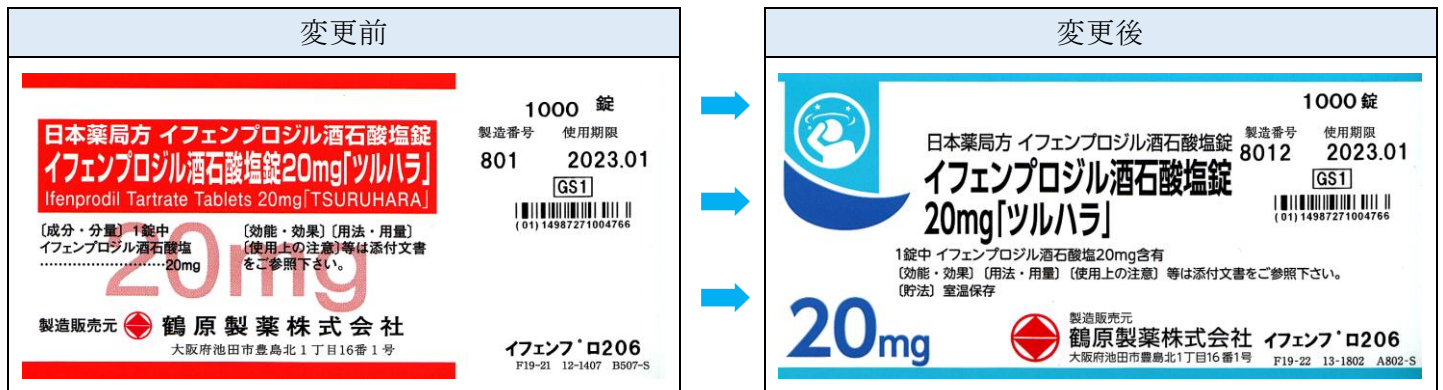 変更前
1000 錠
製造番号 使用期限
801 2023.01
GS1
(01)14987271004766
日本薬局方 イフェンプロジル酒石酸塩錠
イフェンプロジル酒石酸塩錠20mg「ツルハラ」
Ifenprodil Tartrate Tablets 20mg「TSURUHARA」
〔成分・分量〕1錠中
イフェンプロジル酒石酸塩
························20mg
〔効能・効果〕〔用法・用量〕
〔使用上の注意〕等は添付文書
をご参照下さい。
20mg
製造販売元 鶴原製薬株式会社
大阪府池田市豊島北1丁目16番1号
イフェンプロ206
F19-21 12-1407 B507-S
変更後
1000 錠
製造番号 使用期限
8012 2023.01
GS1
(01)14987271004766
日本薬局方 イフェンプロジル酒石酸塩錠
イフェンプロジル酒石酸塩錠
20mg「ツルハラ」
1錠中 イフェンプロジル酒石酸塩20mg含有
〔効能・効果〕〔用法・用量〕〔使用上の注意〕等は添付文書をご参照下さい。
〔貯法〕室温保存
20mg
製造販売元
鶴原製薬株式会社
大阪府池田市豊島北1丁目16番1号
イフェンプロ206
F19-22 13-1802 A802-S